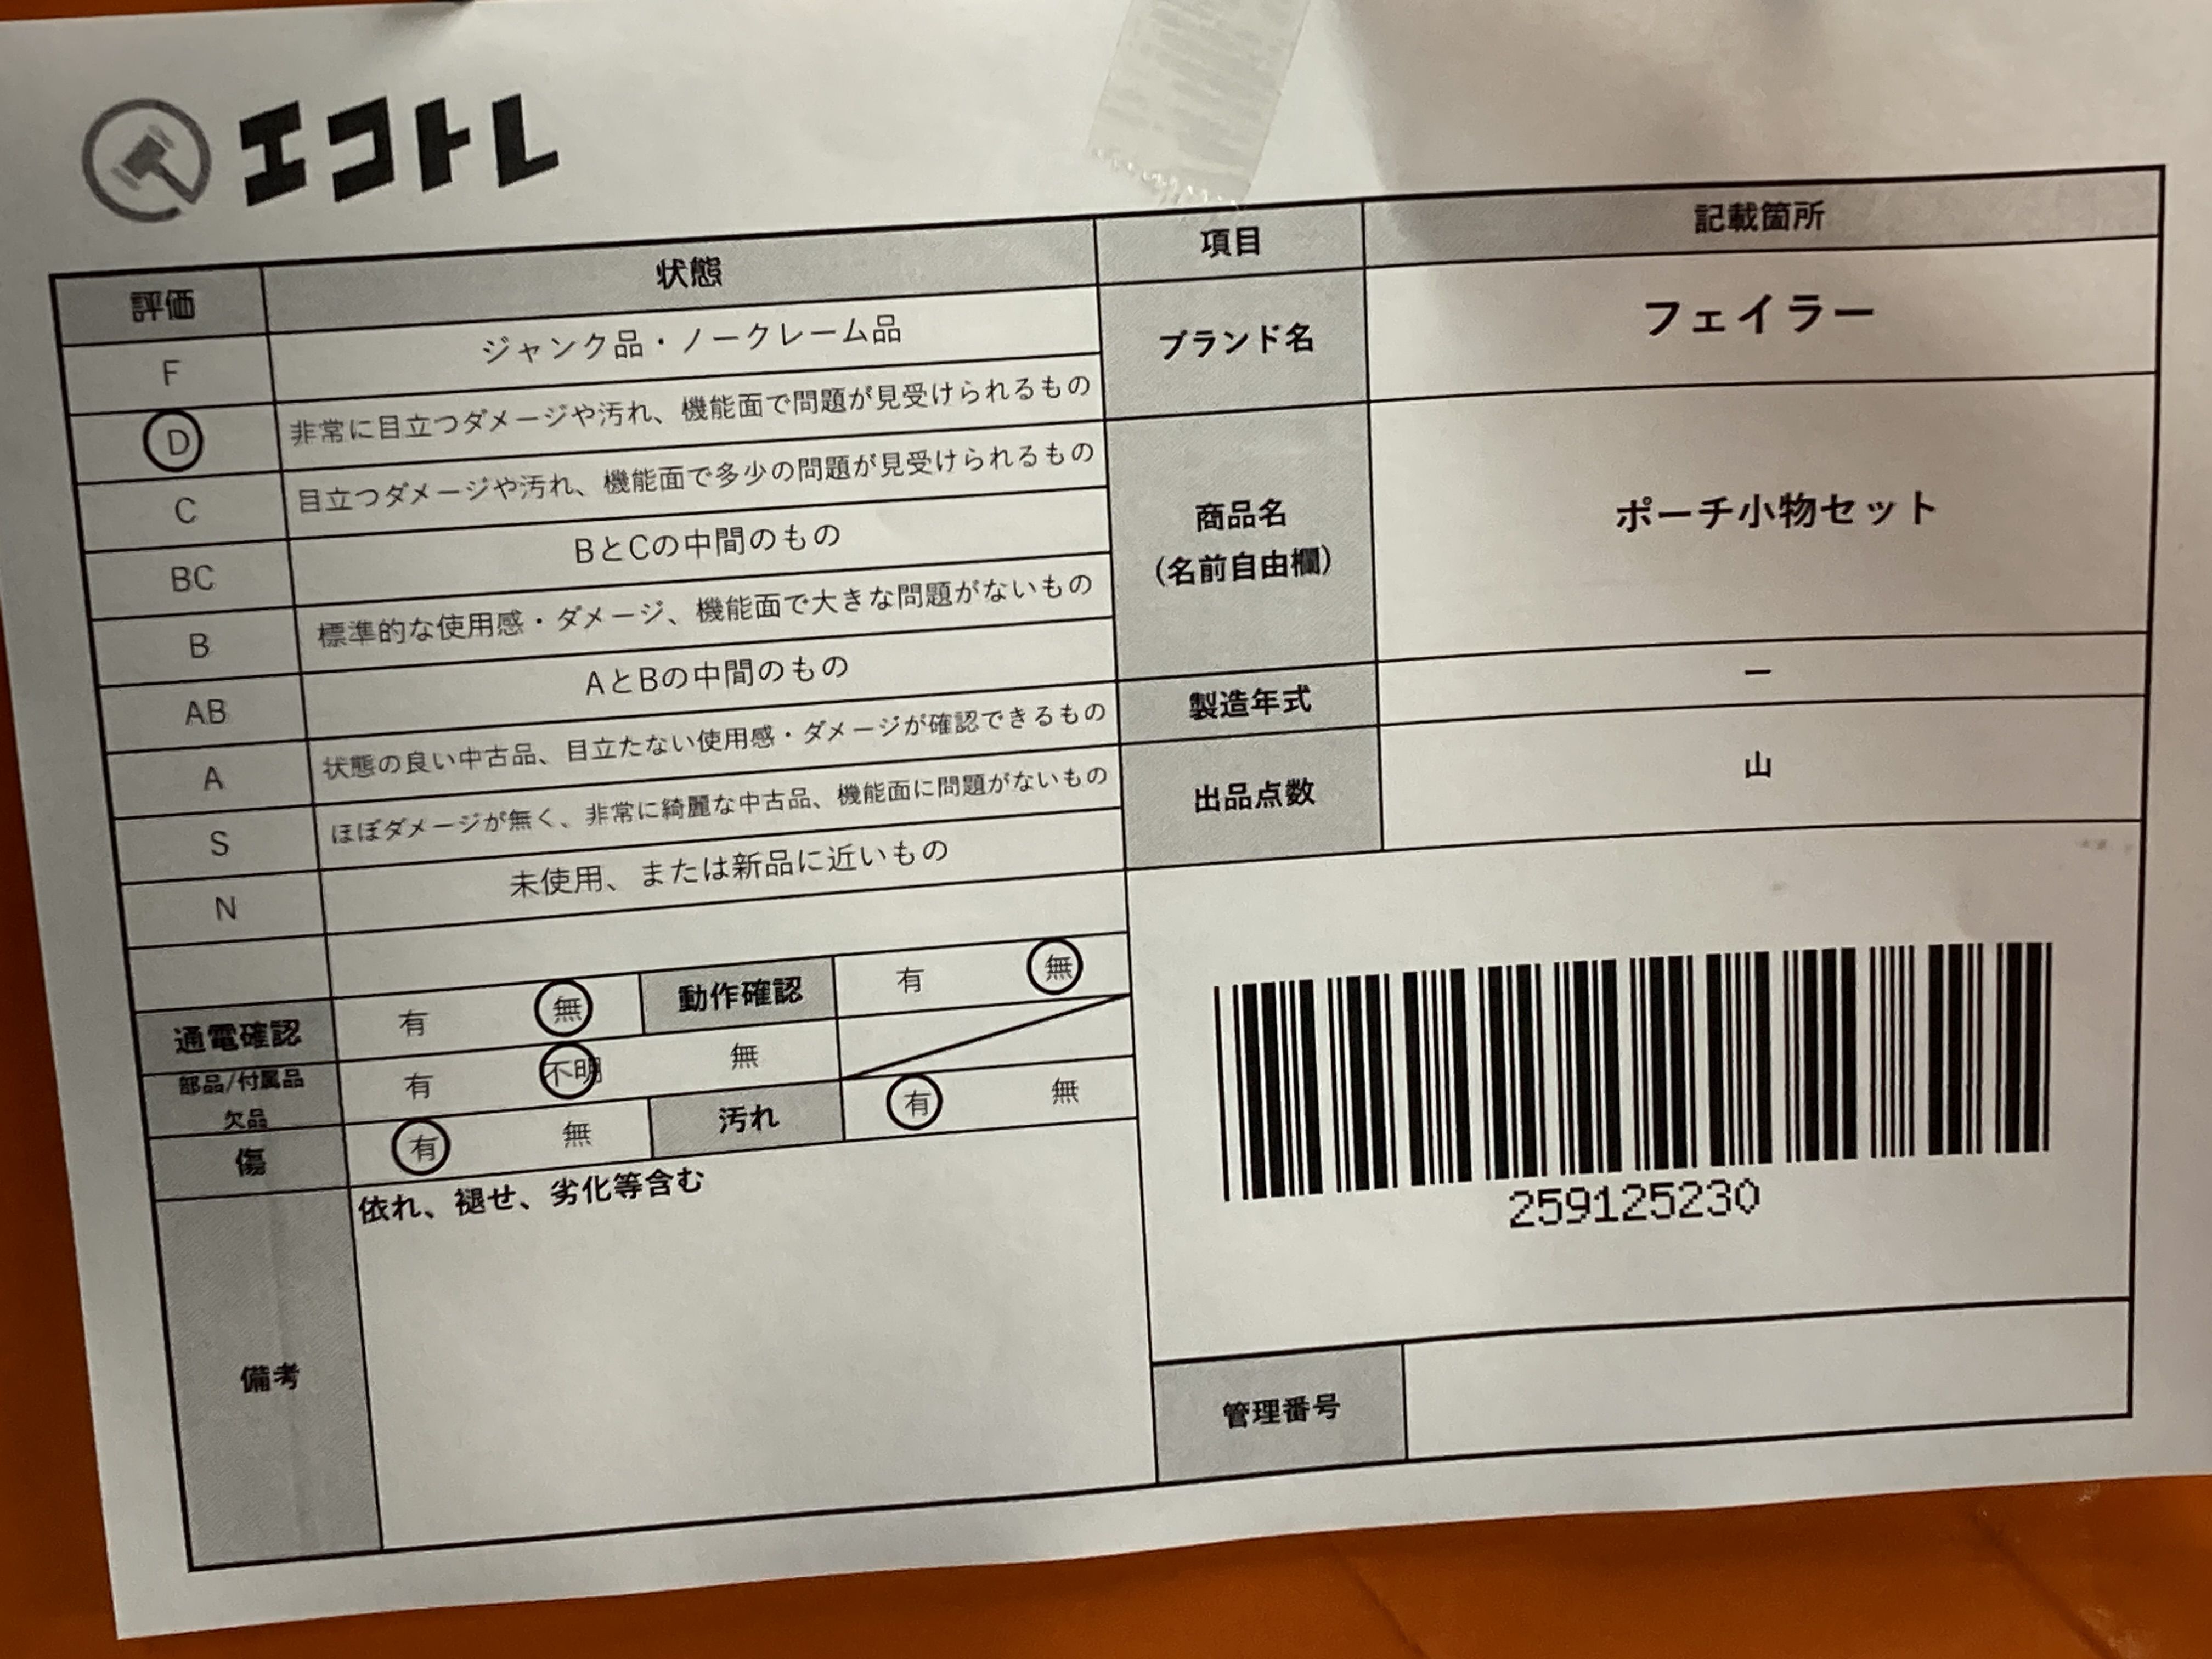 エコトレ
評価 状態 項目 記載箇所
F ジャンク品・ノークレーム品
D 非常に目立つダメージや汚れ、機能面で問題が見受けられるもの
C 目立つダメージや汚れ、機能面で多少の問題が見受けられるもの
BC BとCの中間のもの
B 標準的な使用感・ダメージ、機能面で大きな問題がないもの
AB AとBの中間のもの
A 状態の良い中古品、目立たない使用感・ダメージが確認できるもの
S ほぼダメージが無く、非常に綺麗な中古品、機能面に問題がないもの
N 未使用、または新品に近いもの
通電確認 有 無 動作確認 有 無
部品/付属品
欠品 有 不明 無
傷 有 無 汚れ 有 無
備考 依れ、褪せ、劣化等含む
ブランド名 フェイラー
商品名
(名前自由欄) ポーチ小物セット
製造年式 ー
出品点数 山
259125230
管理番号